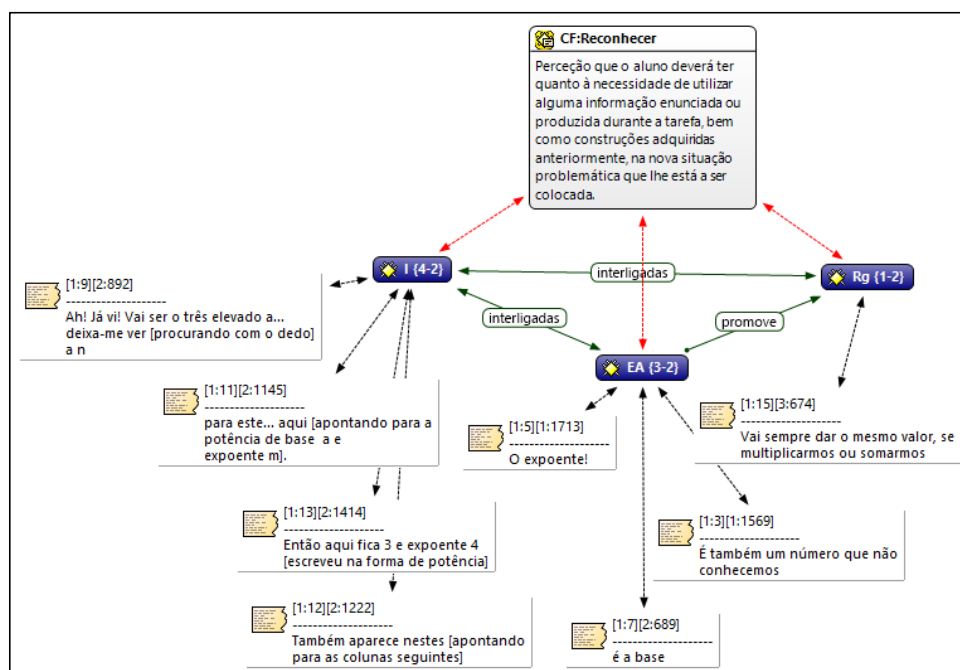 CF:Reconhecer
Perceção que o aluno deverá ter
quanto à necessidade de utilizar
alguma informação enunciada ou
produzida durante a tarefa, bem
como construções adquiridas
anteriormente, na nova situação
problemática que lhe está a ser
colocada.
I {4-2}
interligadas
Rg {1-2}
interligadas
promove
EA {3-2}
[1:9][2:892]
--------------------
Ah! Já vi! Vai ser o três elevado a...
deixa-me ver [procurando com o dedo]
a n
[1:11][2:1145]
--------------------
para este... aqui [apontando para a
potência de base a e
expoente m].
[1:5][1:1713]
--------------------
O expoente!
[1:15][3:674]
--------------------
Vai sempre dar o mesmo valor, se
multiplicarmos ou somarmos
[1:13][2:1414]
--------------------
Então aqui fica 3 e expoente 4
[escreveu na forma de potência]
[1:3][1:1569]
--------------------
É também um número que não
conhecemos
[1:12][2:1222]
--------------------
Também aparece nestes [apontando
para as colunas seguintes]
[1:7][2:689]
--------------------
é a base